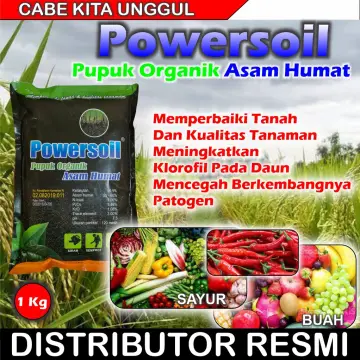 CABE KITA UNGGUL
Powersoil
Pupuk Organik Asam Humat
Memperbaiki Tanah
Dan Kualitas Tanaman
Meningkatkan
Klorofil Pada Daun
Mencegah Berkembangnya
Patogen
Powersoil
Pupuk Organik
Asam Humat
1 Kg
SAYUR
BUAH
DISTRIBUTOR RESMI